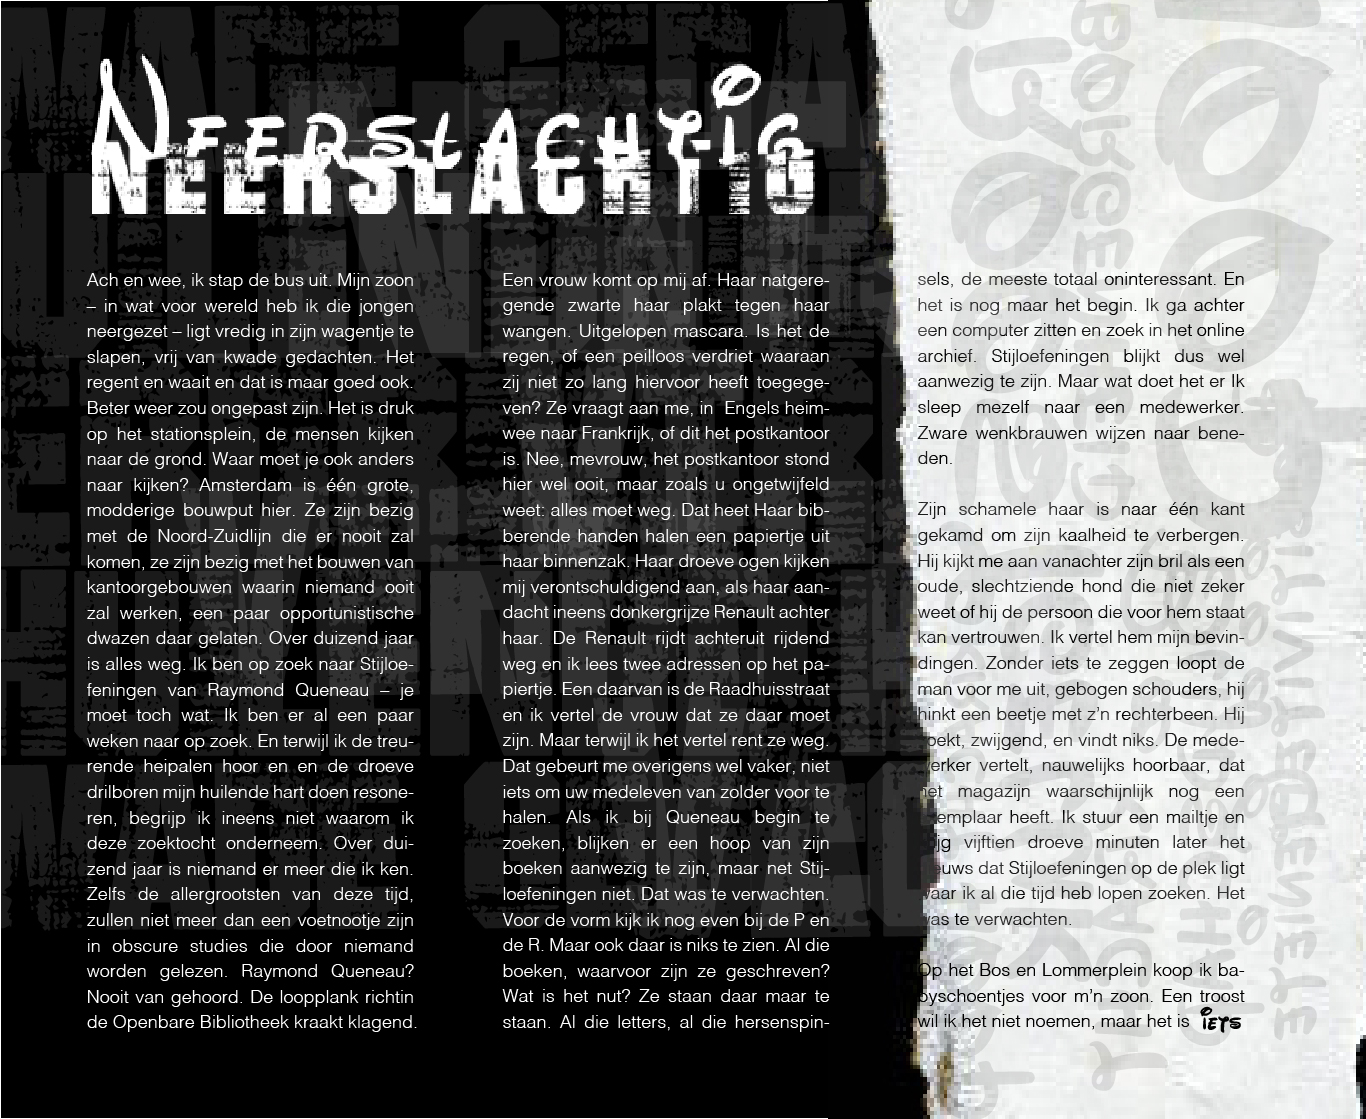 NEERSLACHTIG
Ach en wee, ik stap de bus uit. Mijn zoon
– in wat voor wereld heb ik die jongen
neergezet – ligt vredig in zijn wagentje te
slapen, vrij van kwade gedachten. Het
regent en waait en dat is maar goed ook.
Beter weer zou ongepast zijn. Het is druk
op het stationsplein, de mensen kijken
naar de grond. Waar moet je ook anders
naar kijken? Amsterdam is één grote,
modderige bouwput hier. Ze zijn bezig
met de Noord-Zuidlijn die er nooit zal
komen, ze zijn bezig met het bouwen van
kantoorgebouwen waarin niemand ooit
zal werken, een paar opportunistische
dwazen daar gelaten. Over duizend jaar
is alles weg. Ik ben op zoek naar Stijloe-
feningen van Raymond Queneau – je
moet toch wat. Ik ben er al een paar
weken naar op zoek. En terwijl ik de treu-
rende heipalen hoor en en de droeve
drilboren mijn huilende hart doen resone-
ren, begrijp ik ineens niet waarom ik
deze zoektocht onderneem. Over dui-
zend jaar is niemand er meer die ik ken.
Zelfs de allergrootsten van deze tijd,
zullen niet meer dan een voetnootje zijn
in obscure studies die door niemand
worden gelezen. Raymond Queneau?
Nooit van gehoord. De loopplank richtin
de Openbare Bibliotheek kraakt klagend.
Een vrouw komt op mij af. Haar natgere-
gende zwarte haar plakt tegen haar
wangen. Uitgelopen mascara. Is het de
regen, of een peilloos verdriet waaraan
zij niet zo lang hiervoor heeft toegege-
ven? Ze vraagt aan me, in Engels heim-
wee naar Frankrijk, of dit het postkantoor
is. Nee, mevrouw, het postkantoor stond
hier wel ooit, maar zoals u ongetwijfeld
weet: alles moet weg. Dat heet Haar bib-
berende handen halen een papiertje uit
haar binnenzak. Haar droeve ogen kijken
mij verontschuldigend aan, als haar aan-
dacht ineens donkergrijze Renault achter
haar. De Renault rijdt achteruit rijdend
weg en ik lees twee adressen op het pa-
piertje. Een daarvan is de Raadhuisstraat
en ik vertel de vrouw dat ze daar moet
zijn. Maar terwijl ik het vertel rent ze weg.
Dat gebeurt me overigens wel vaker, niet
iets om uw medeleven van zolder voor te
halen. Als ik bij Queneau begin te
zoeken, blijken er een hoop van zijn
boeken aanwezig te zijn, maar net Stij-
loefeningen niet. Dat was te verwachten.
Voor de vorm kijk ik nog even bij de P en
de R. Maar ook daar is niks te zien. Al die
boeken, waarvoor zijn ze geschreven?
Wat is het nut? Ze staan daar maar te
staan. Al die letters, al die hersenspin-
sels, de meeste totaal oninteressant. En
het is nog maar het begin. Ik ga achter
een computer zitten en zoek in het online
archief. Stijloefeningen blijkt dus wel
aanwezig te zijn. Maar wat doet het er Ik
sleep mezelf naar een medewerker.
Zware wenkbrauwen wijzen naar bene-
den.
Zijn schamele haar is naar één kant
gekamd om zijn kaalheid te verbergen.
Hij kijkt me aan vanachter zijn bril als een
oude, slechtziende hond die niet zeker
weet of hij de persoon die voor hem staat
kan vertrouwen. Ik vertel hem mijn bevin-
dingen. Zonder iets te zeggen loopt de
man voor me uit, gebogen schouders, hij
hinkt een beetje met z’n rechterbeen. Hij
zoekt, zwijgend, en vindt niks. De mede-
werker vertelt, nauwelijks hoorbaar, dat
het magazijn waarschijnlijk nog een
exemplaar heeft. Ik stuur een mailtje en
vijftien droeve minuten later het
nieuws dat Stijloefeningen op de plek ligt
waar ik al die tijd heb lopen zoeken. Het
was te verwachten.
Op het Bos en Lommerplein koop ik ba-
byschoentjes voor m’n zoon. Een troost
wil ik het niet noemen, maar het is iets